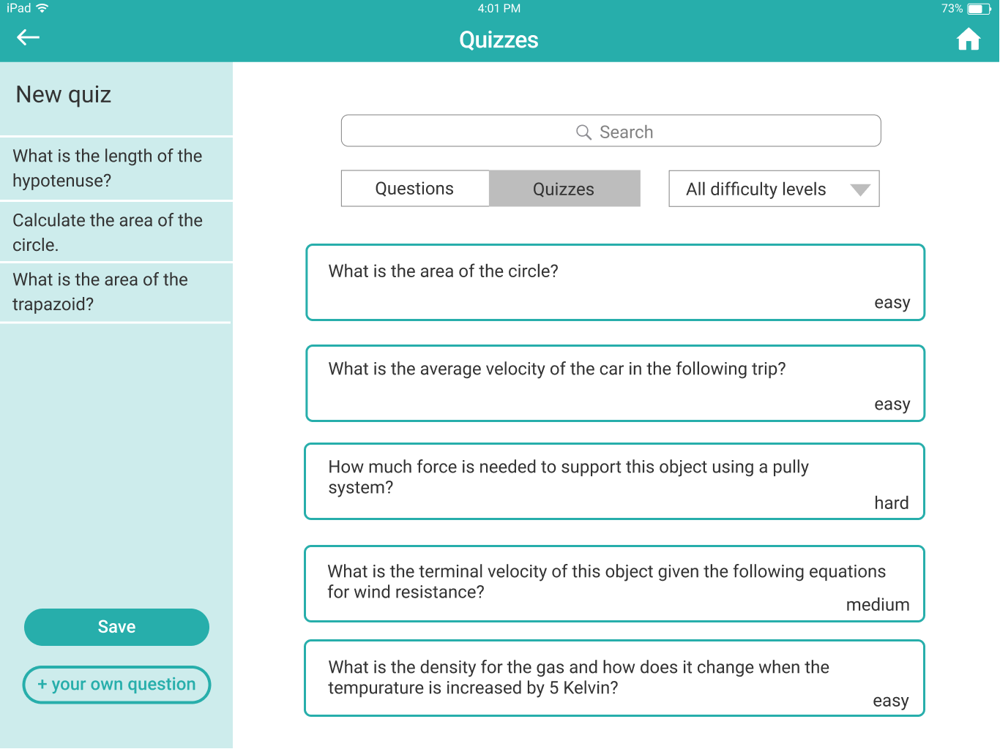 iPad
4:01 PM
73%
Quizzes
New quiz
What is the length of the
hypotenuse?
Calculate the area of the
circle.
What is the area of the
trapazoid?
Save
+ your own question
Search
Questions
Quizzes
All difficulty levels
What is the area of the circle?
easy
What is the average velocity of the car in the following trip?
easy
How much force is needed to support this object using a pully
system?
hard
What is the terminal velocity of this object given the following equations
for wind resistance?
medium
What is the density for the gas and how does it change when the
tempurature is increased by 5 Kelvin?
easy